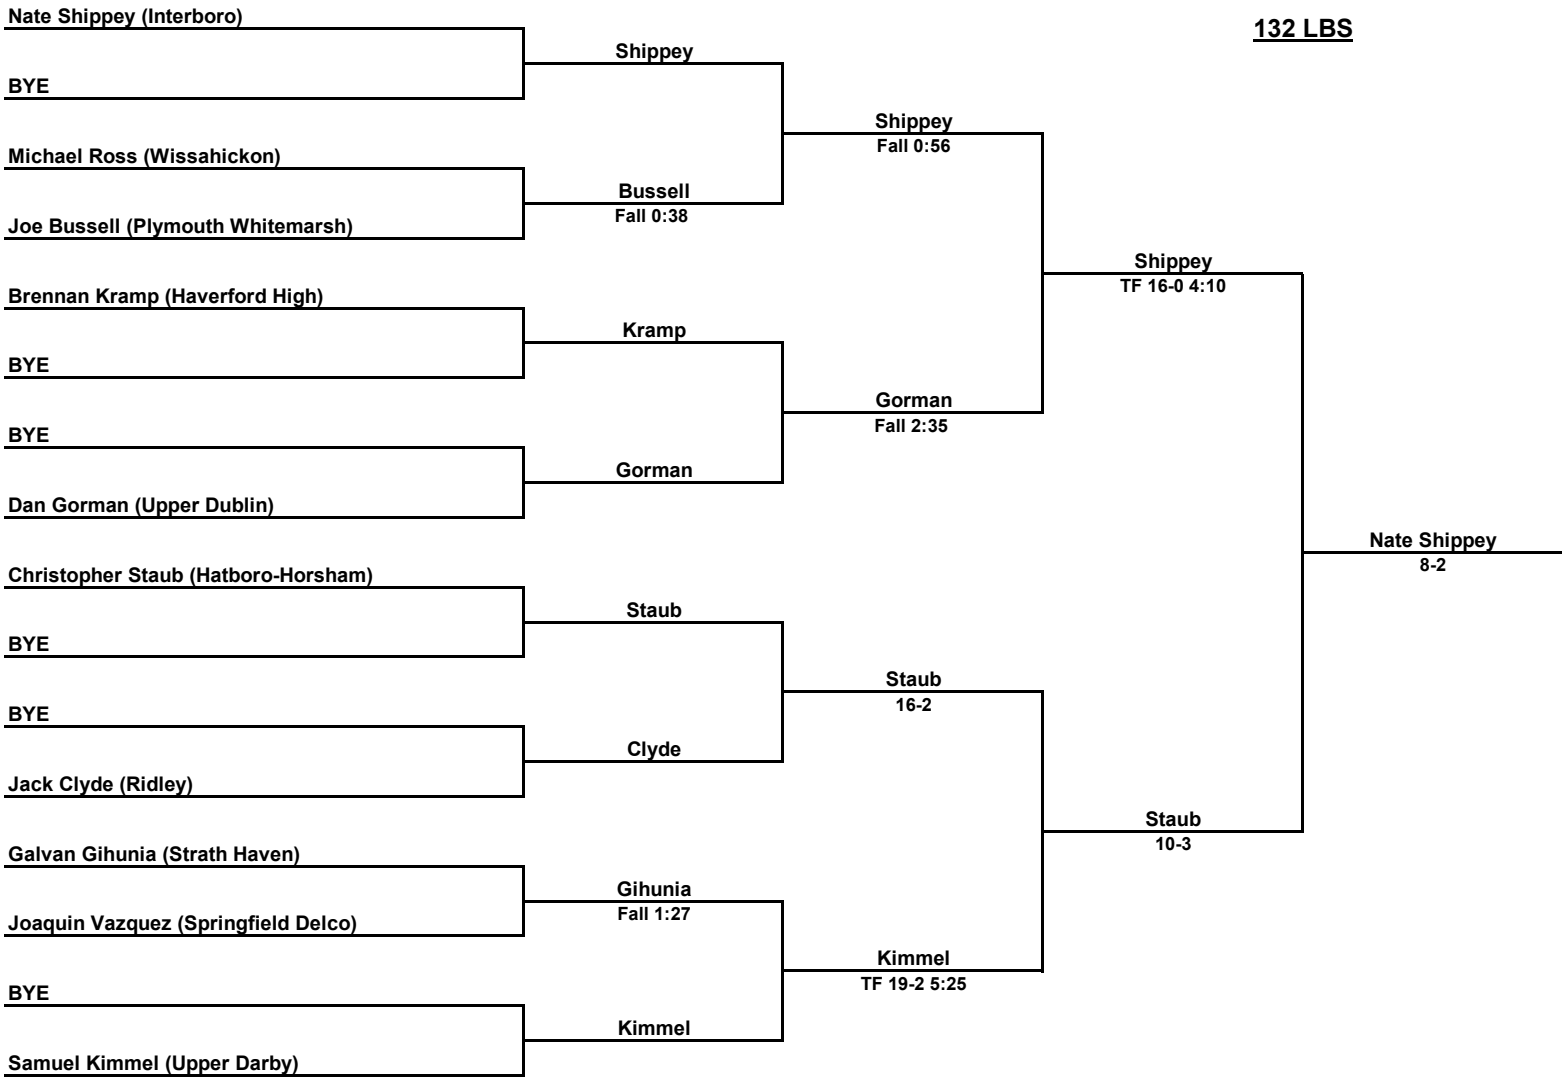 132 LBS
Nate Shippey (Interboro)
BYE
Michael Ross (Wissahickon)
Joe Bussell (Plymouth Whitemarsh)
Brennan Kramp (Haverford High)
BYE
BYE
Dan Gorman (Upper Dublin)
Christopher Staub (Hatboro-Horsham)
BYE
BYE
Jack Clyde (Ridley)
Galvan Gihunia (Strath Haven)
Joaquin Vazquez (Springfield Delco)
BYE
Samuel Kimmel (Upper Darby)
Shippey
Bussell
Fall 0:38
Kramp
Gorman
Staub
Clyde
Gihunia
Fall 1:27
Kimmel
Shippey
Fall 0:56
Gorman
Fall 2:35
Staub
16-2
Kimmel
TF 19-2 5:25
Shippey
TF 16-0 4:10
Staub
10-3
Nate Shippey
8-2